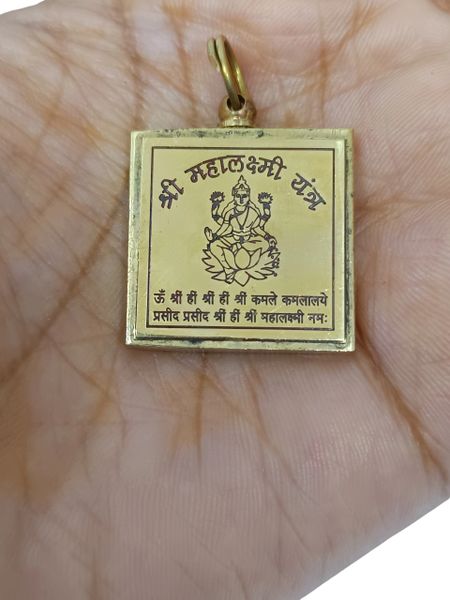 श्री महालक्ष्मी यंत्र
ॐ श्रीं हीं श्रीं हीं श्रीं कमले कमलालये
प्रसीद प्रसीद श्रीं हीं श्रीं महालक्ष्मी नमः